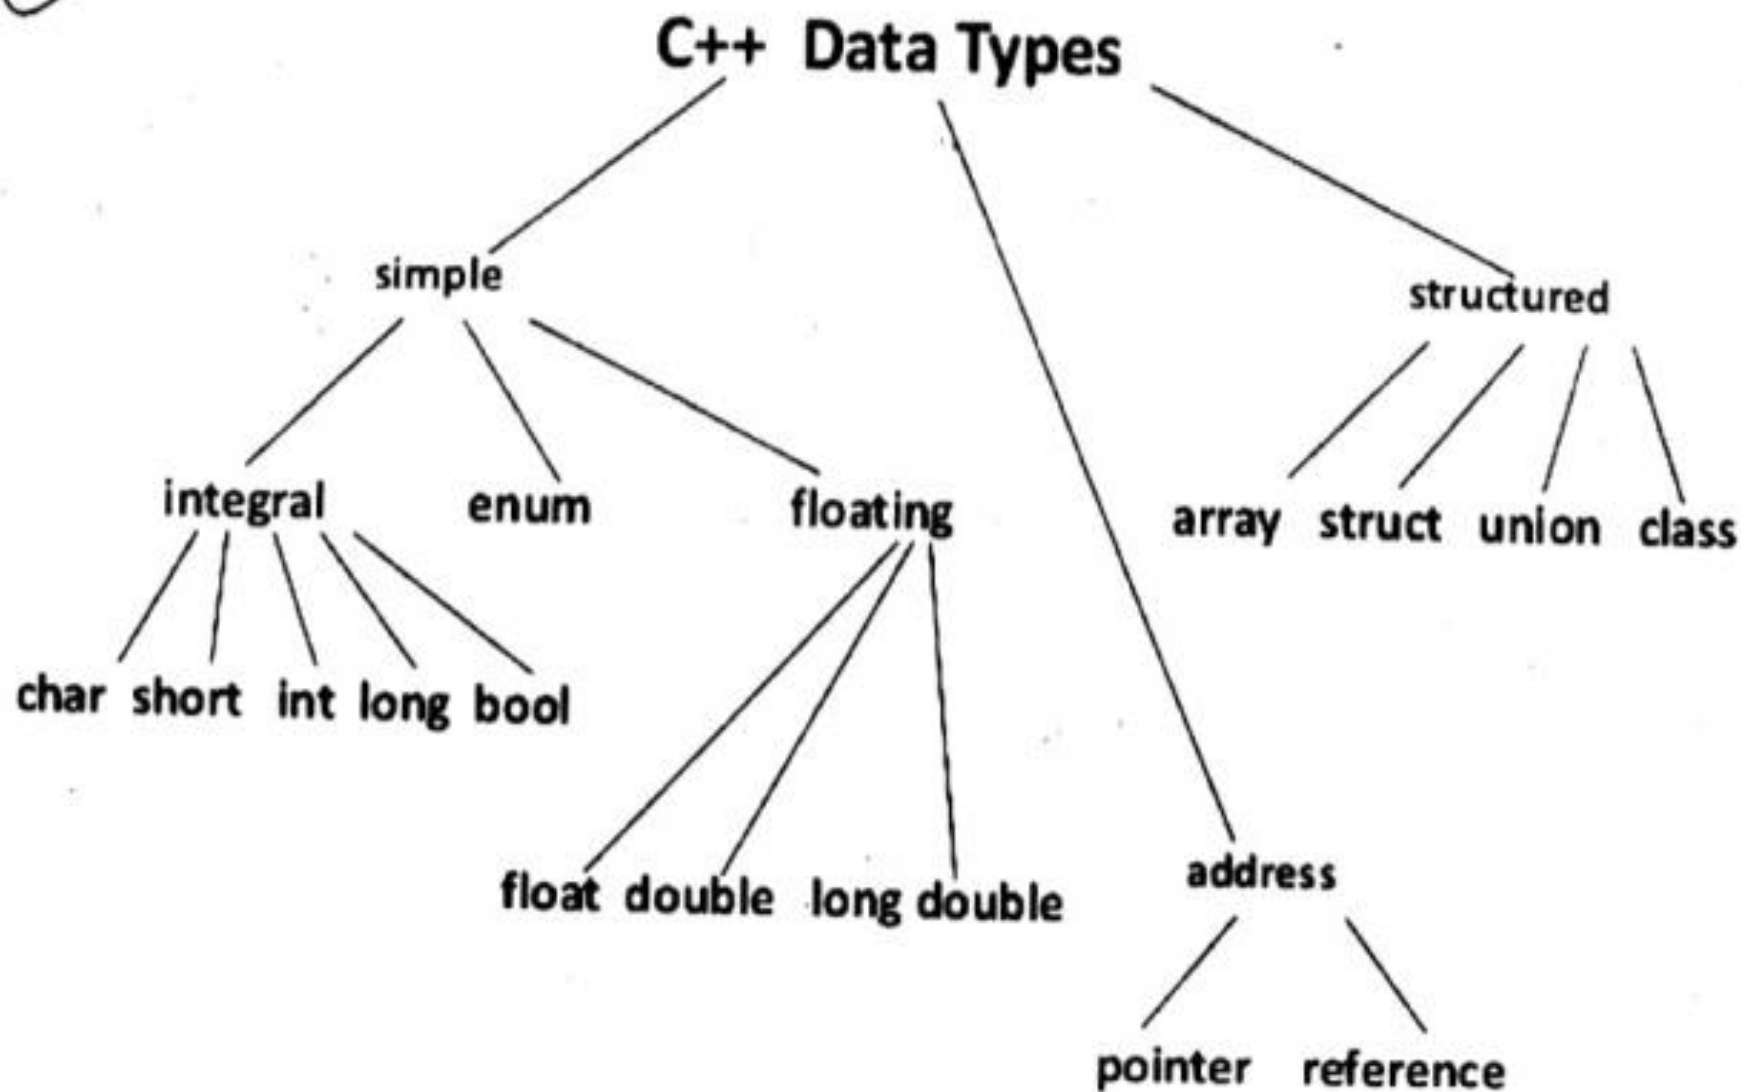 C++ Data Types
simple
structured
integral enum floating
array struct union class
char short int long bool
float double long double
address
pointer reference